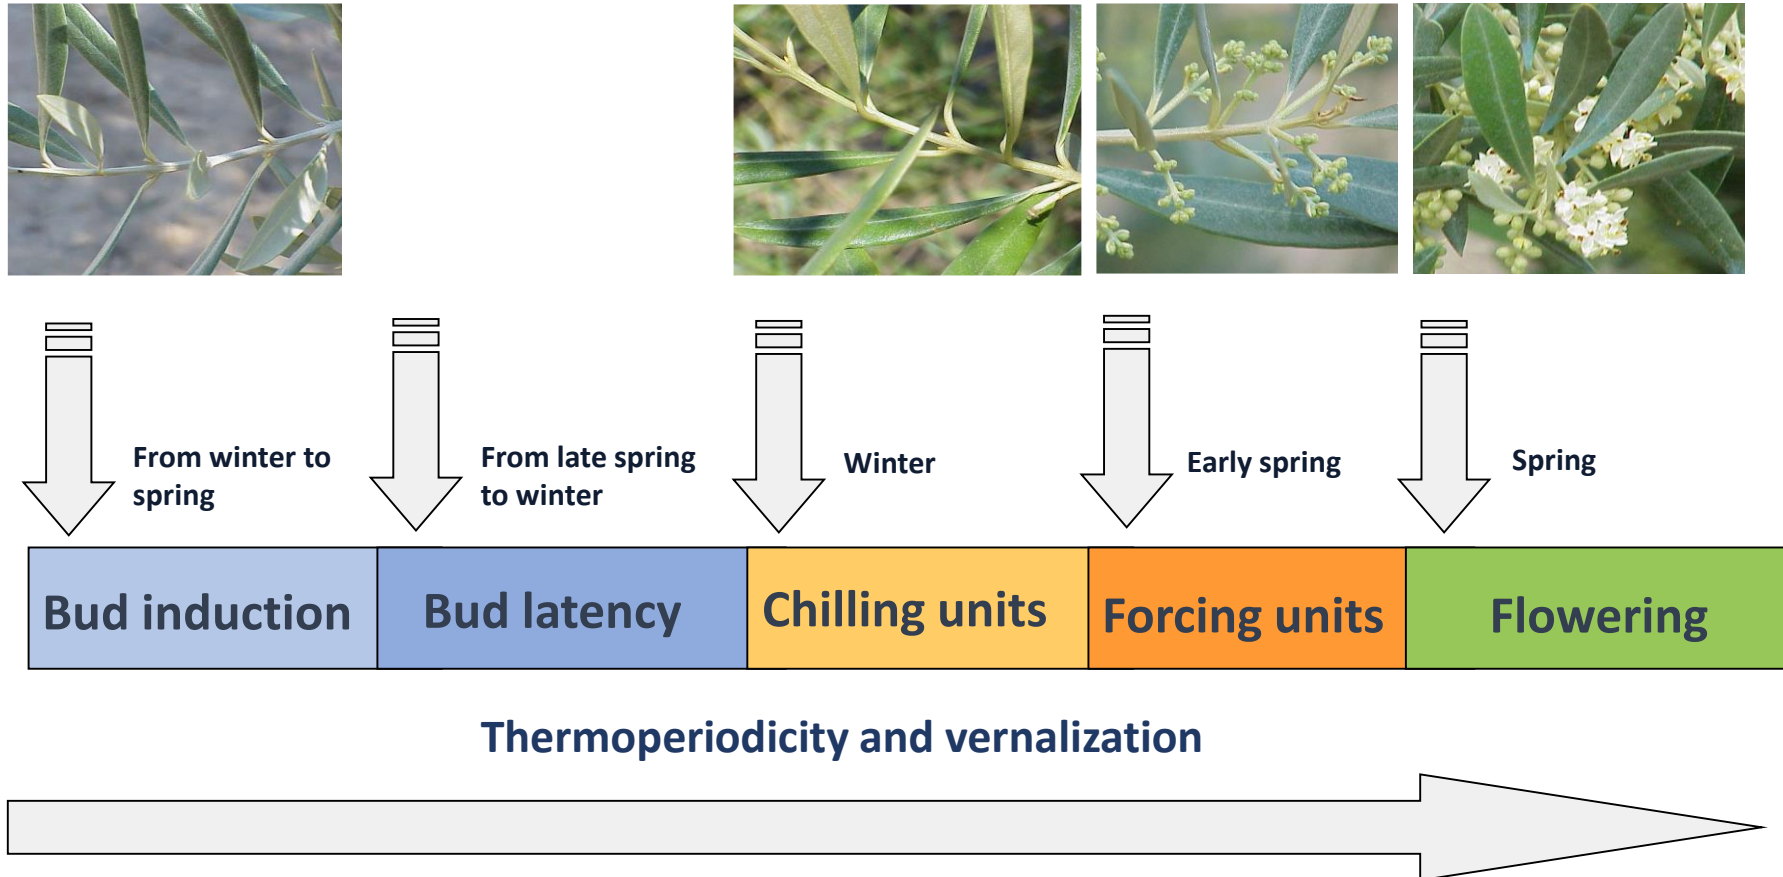 From winter to
spring
From late spring
to winter
Winter
Early spring
Spring
Bud induction
Bud latency
Chilling units
Forcing units
Flowering
Thermoperiodicity and vernalization